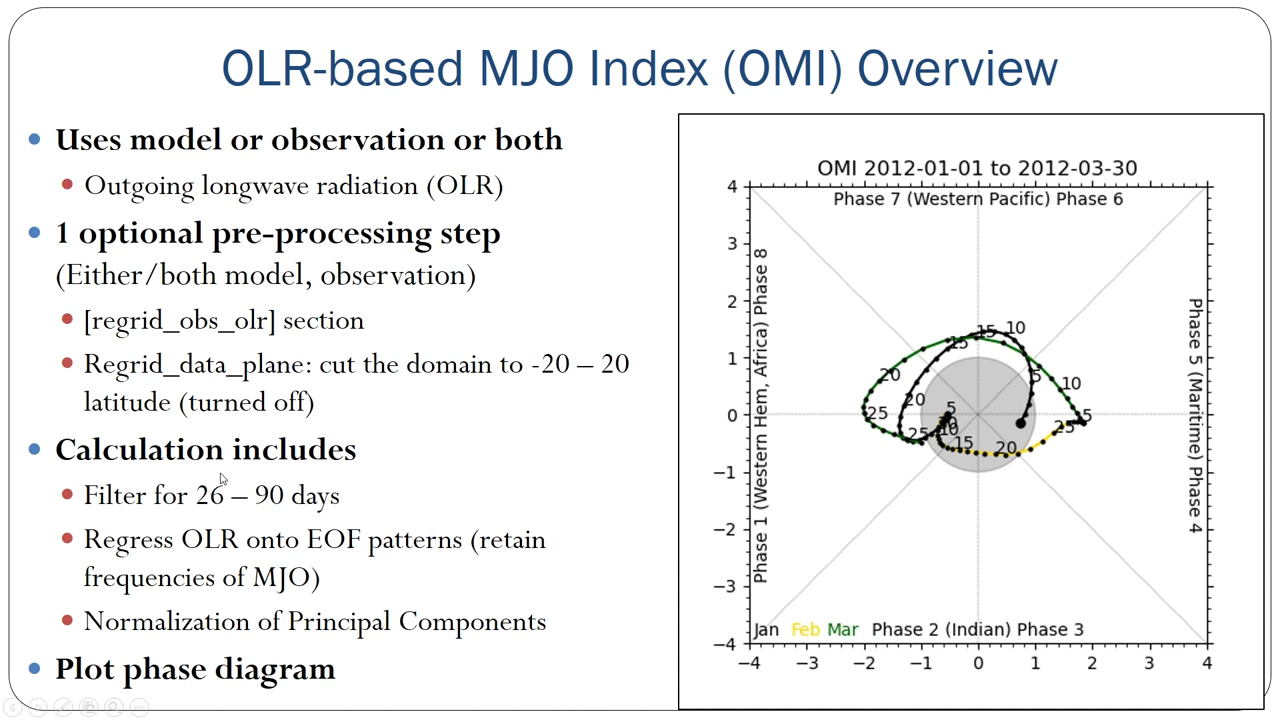 OLR-based MJO Index (OMI) Overview
Uses model or observation or both
Outgoing longwave radiation (OLR)
1 optional pre-processing step
(Either/both model, observation)
[regrid_obs_olr] section
Regrid_data_plane: cut the domain to -20 – 20
latitude (turned off)
Calculation includes
Filter for 26 – 90 days
Regress OLR onto EOF patterns (retain
frequencies of MJO)
Normalization of Principal Components
Plot phase diagram
OMI 2012-01-01 to 2012-03-30
Phase 7 (Western Pacific) Phase 6
Phase 1 (Western Hem, Africa) Phase 8
Phase 5 (Maritime) Phase 4
Jan Feb Mar Phase 2 (Indian) Phase 3
4
3
2
1
0
−1
−2
−3
−4
−4 −3 −2 −1 0 1 2 3 4
15 10
15
5
20
10
20
25
5
5
25
25
10
15
20